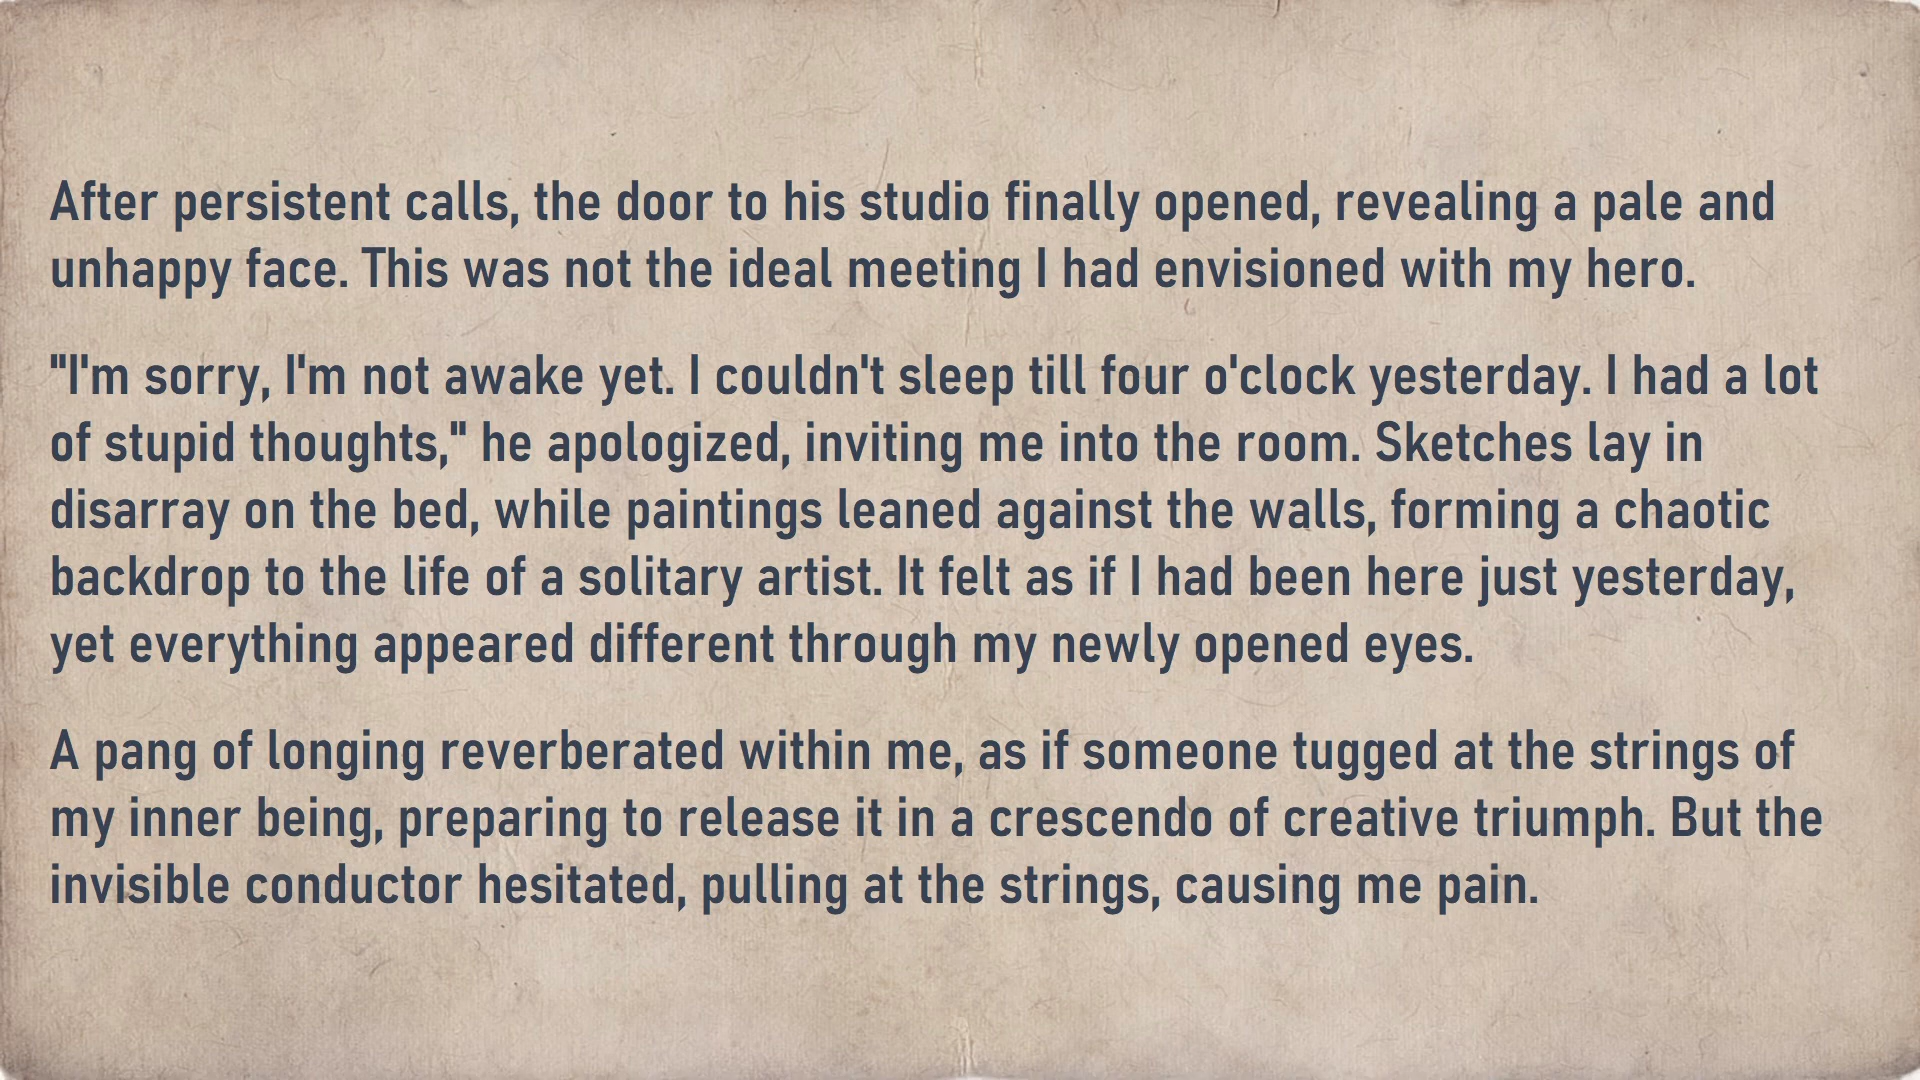 After persistent calls, the door to his studio finally opened, revealing a pale and
unhappy face. This was not the ideal meeting I had envisioned with my hero.
"I'm sorry, I'm not awake yet. I couldn't sleep till four o'clock yesterday. I had a lot
of stupid thoughts," he apologized, inviting me into the room. Sketches lay in
disarray on the bed, while paintings leaned against the walls, forming a chaotic
backdrop to the life of a solitary artist. It felt as if I had been here just yesterday,
yet everything appeared different through my newly opened eyes.
A pang of longing reverberated within me, as if someone tugged at the strings of
my inner being, preparing to release it in a crescendo of creative triumph. But the
invisible conductor hesitated, pulling at the strings, causing me pain.